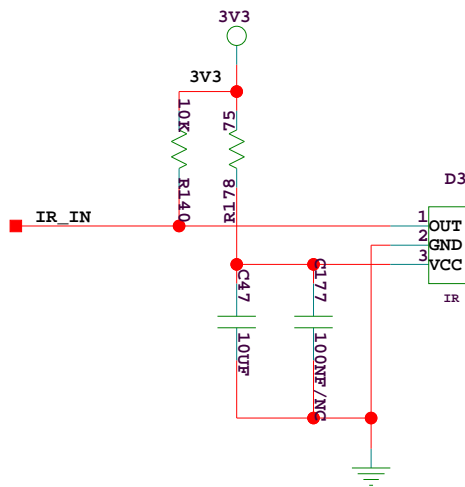 3V3
3V3
10K
75
R140
R178
D3
IR_IN
1
OUT
2
GND
3
VCC
IR
C47
C177
10UF
100NF/NC